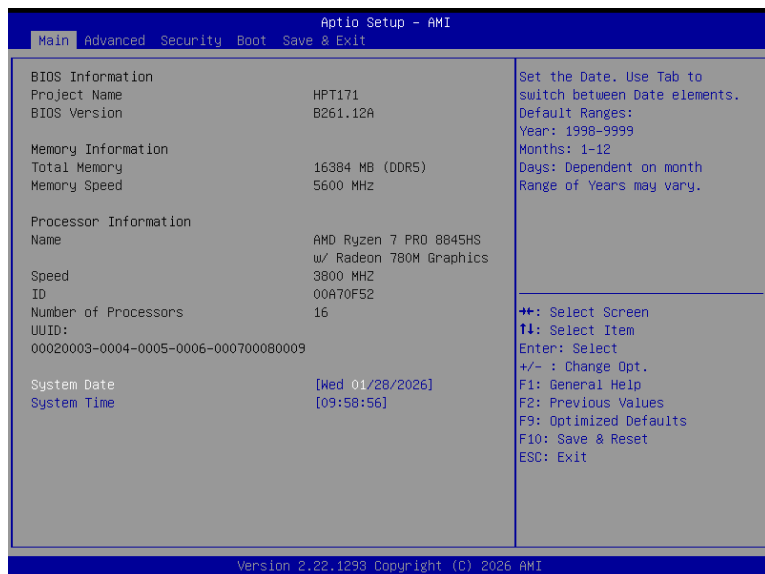 Aptio Setup - AMI
Main Advanced Security Boot Save & Exit
BIOS Information
Project Name HPT171
BIOS Version B261.12A
Memory Information
Total Memory 16384 MB (DDR5)
Memory Speed 5600 MHz
Processor Information
Name AMD Ryzen 7 PRO 8845HS
w/ Radeon 780M Graphics
Speed 3800 MHZ
ID 00A70F52
Number of Processors 16
UUID:
00020003-0004-0005-0006-000700080009
System Date [Wed 01/28/2026]
System Time [09:58:56]
Set the Date. Use Tab to
switch between Date elements.
Default Ranges:
Year: 1998-9999
Months: 1-12
Days: Dependent on month
Range of Years may vary.
→←: Select Screen
↑↓: Select Item
Enter: Select
+/- : Change Opt.
F1: General Help
F2: Previous Values
F9: Optimized Defaults
F10: Save & Reset
ESC: Exit
Version 2.22.1293 Copyright (C) 2026 AMI